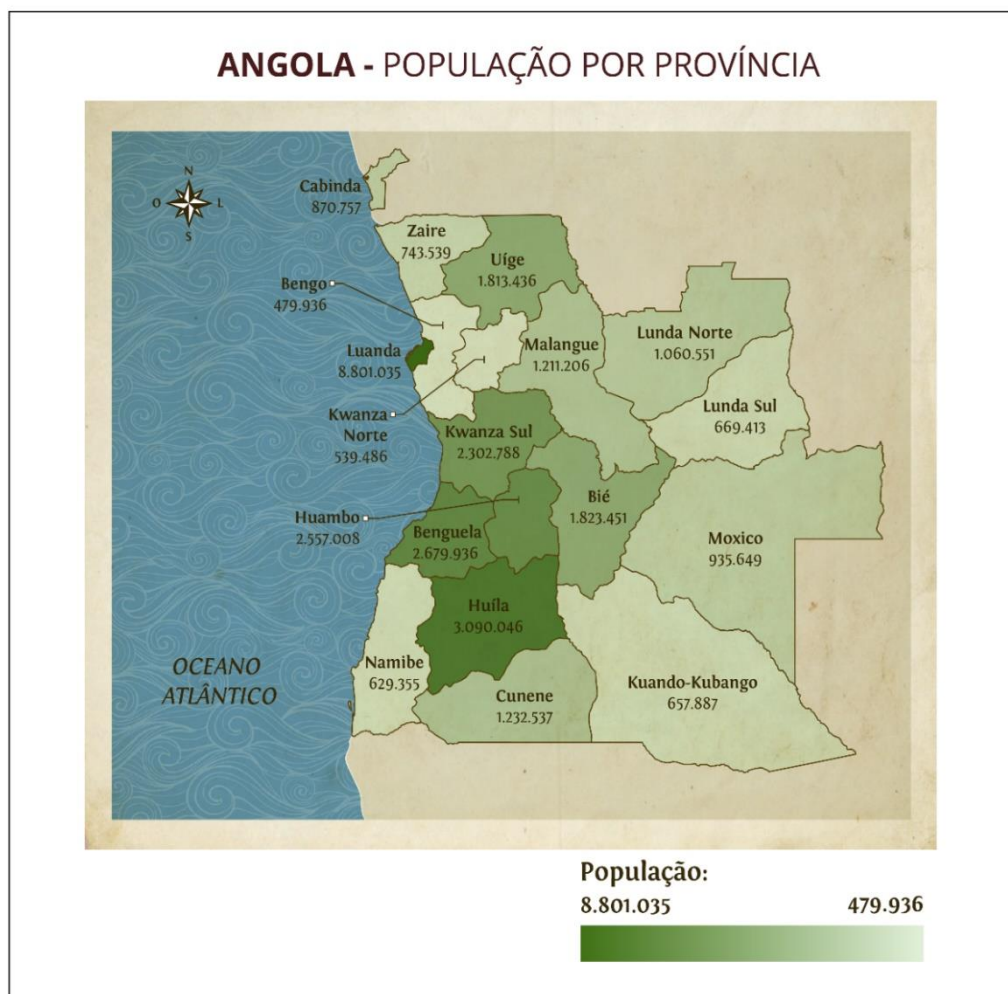 ANGOLA - POPULAÇÃO POR PROVÍNCIA
N
O
L
S
Cabinda
870.757
Zaire
743.539
Uíge
1.813.436
Bengo
479.936
Luanda
8.801.035
Malangue
1.211.206
Lunda Norte
1.060.551
Lunda Sul
669.413
Kwanza
Norte
539.486
Kwanza Sul
2.302.788
Huambo
2.557.008
Benguela
2.679.936
Bié
1.823.451
Moxico
935.649
Huíla
3.090.046
Namibe
629.355
Cunene
1.232.537
Kuando-Kubango
657.887
OCEANO
ATLÂNTICO
População:
8.801.035 479.936